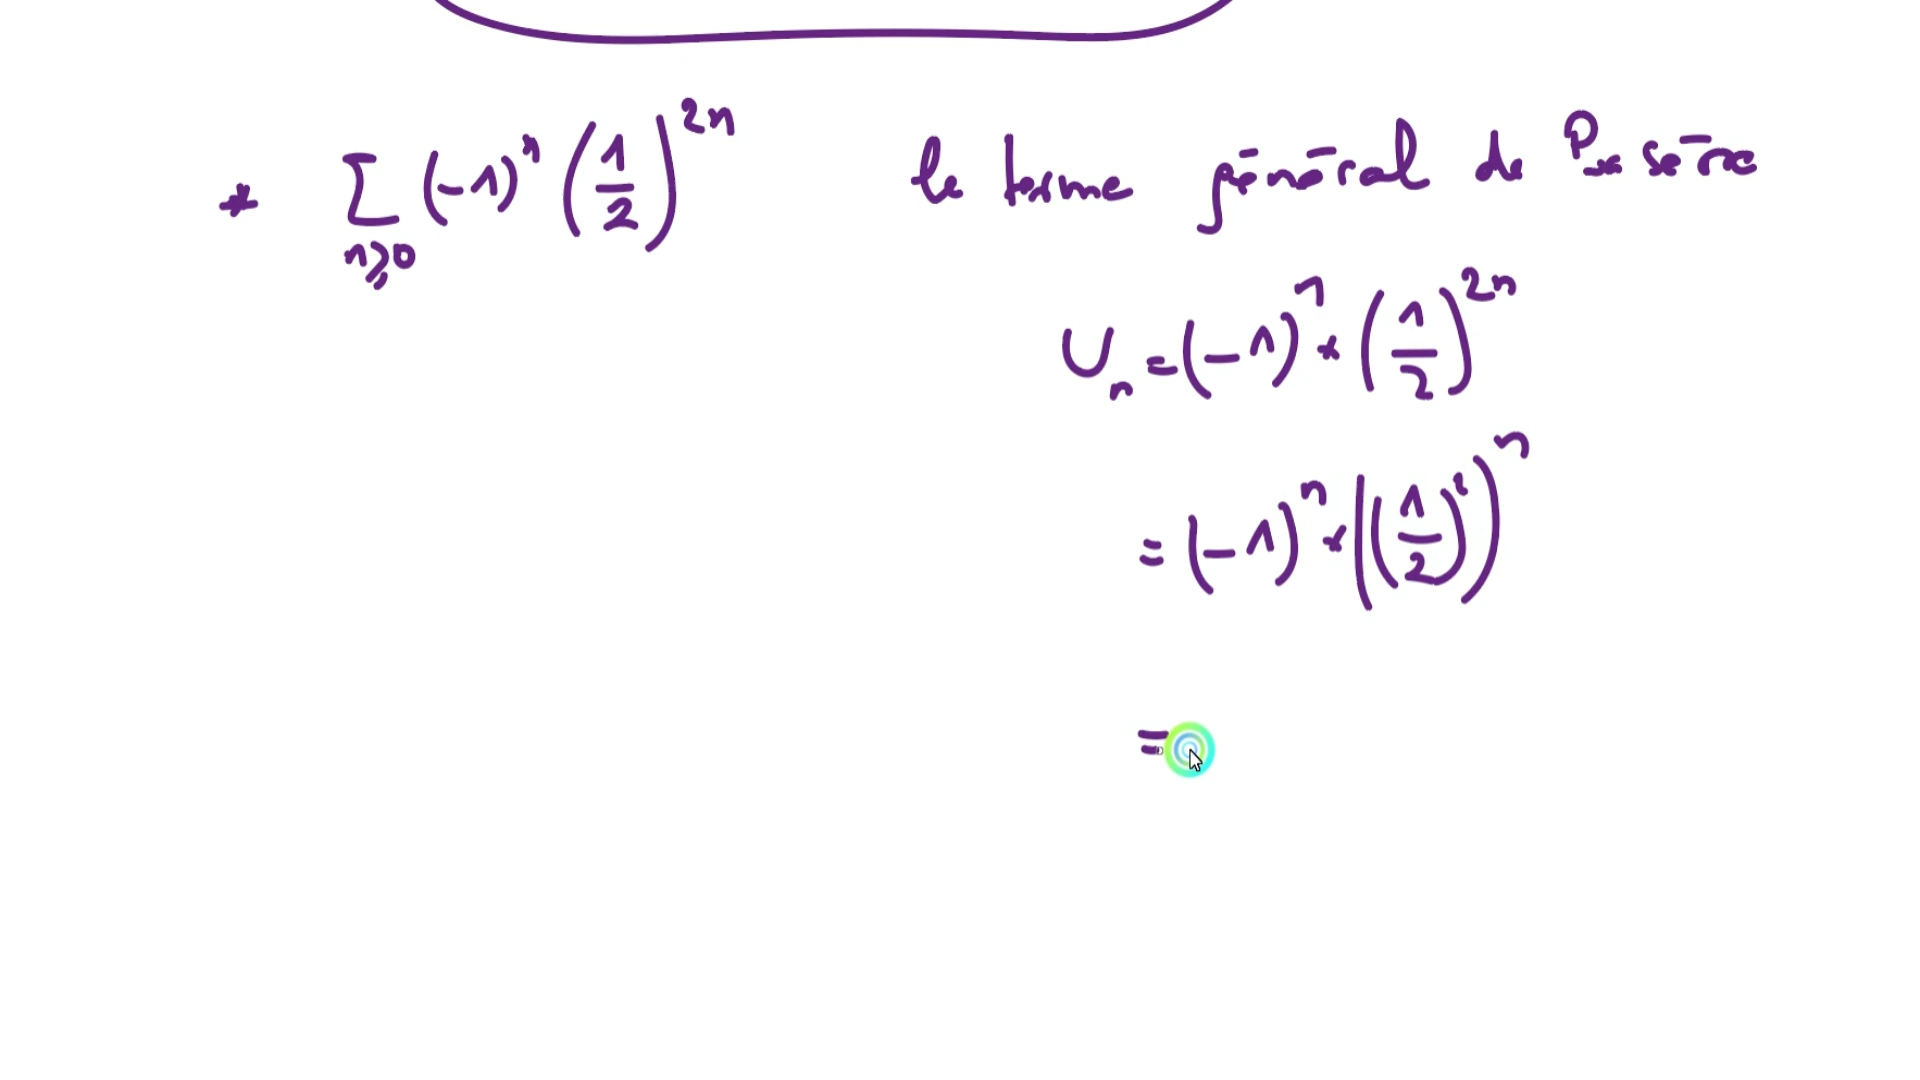 * ∑_{n≥0} (-1)^n (1/2)^{2n} le terme général de la série
U_n = (-1)^n * (1/2)^{2n}
= (-1)^n * ((1/2)^2)^n
=